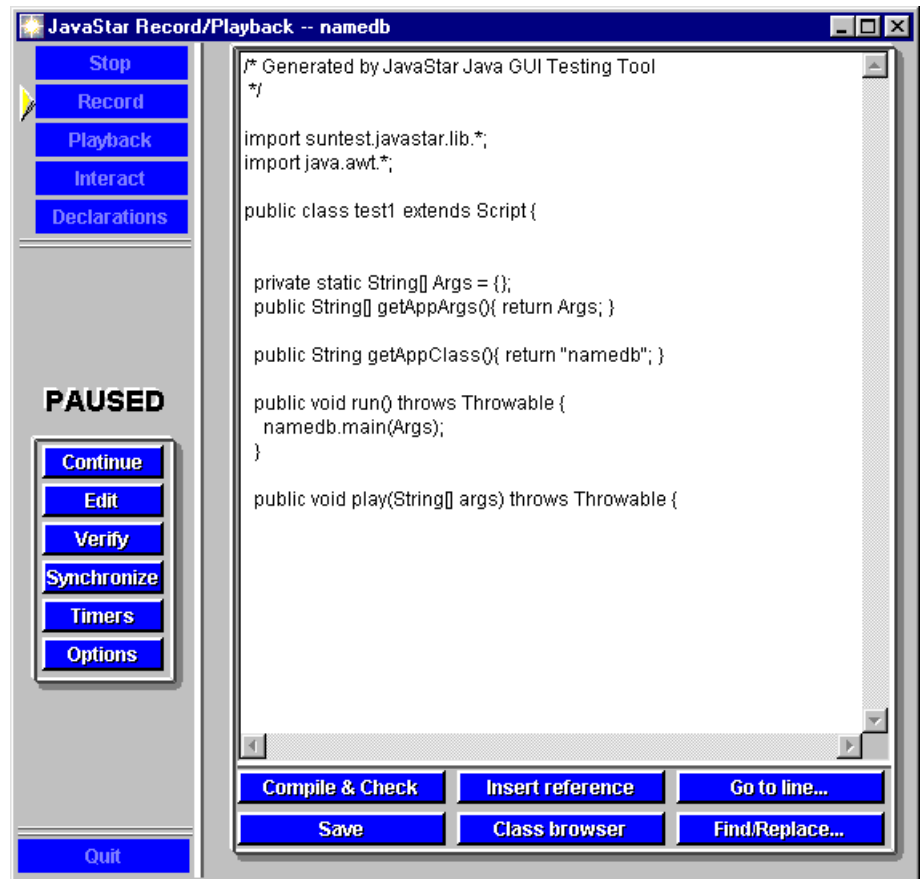 JavaStar Record/Playback -- namedb
Stop
Record
Playback
Interact
Declarations
PAUSED
Continue
Edit
Verify
Synchronize
Timers
Options
Quit
/* Generated by JavaStar Java GUI Testing Tool
*/
import suntest.javastar.lib.*;
import java.awt.*;
public class test1 extends Script {
private static String[] Args = {};
public String[] getAppArgs(){ return Args; }
public String getAppClass(){ return "namedb"; }
public void run() throws Throwable {
namedb.main(Args);
}
public void play(String[] args) throws Throwable {
Compile & Check Insert reference Go to line...
Save Class browser Find/Replace...